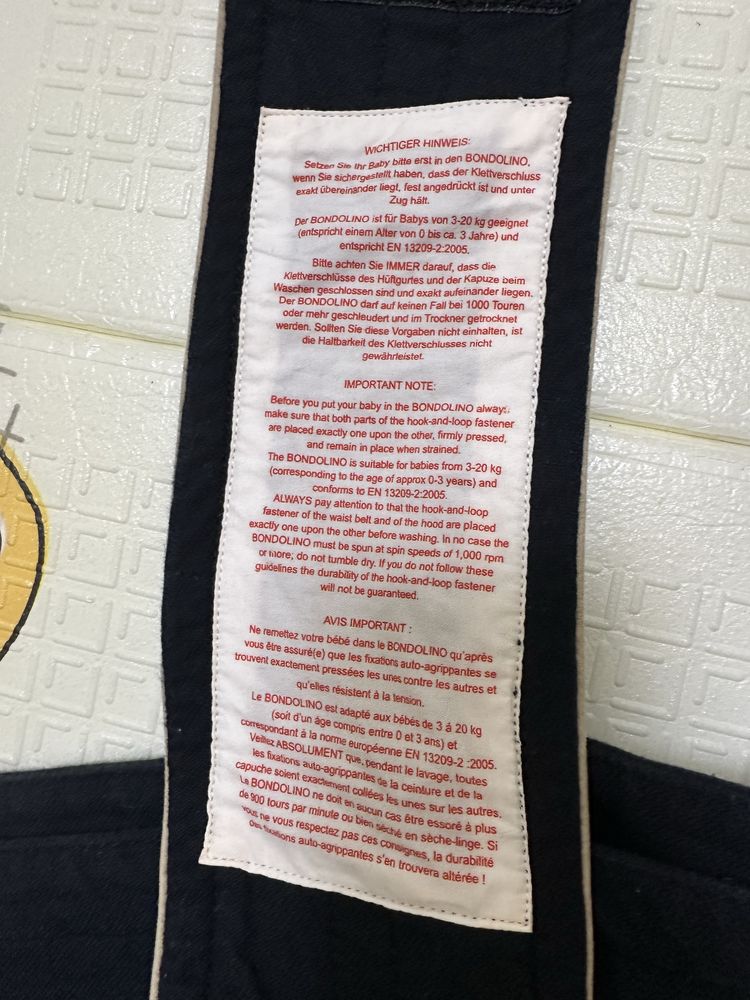 WICHTIGER HINWEIS:
Setzen Sie Ihr Baby bitte erst in den BONDOLINO,
wenn Sie sichergestellt haben, dass der Klettverschluss
exakt übereinander liegt, fest angedrückt ist und unter
Zug hält.
Der BONDOLINO ist für Babys von 3-20 kg geeignet
(entspricht einem Alter von 0 bis ca. 3 Jahre) und
entspricht EN 13209-2:2005.
Bitte achten Sie IMMER darauf, dass die
Klettverschlüsse des Hüftgurtes und der Kapuze beim
Waschen geschlossen sind und exakt aufeinander liegen.
Der BONDOLINO darf auf keinen Fall bei 1000 Touren
oder mehr geschleudert und im Trockner getrocknet
werden. Sollten Sie diese Vorgaben nicht einhalten, ist
die Haltbarkeit des Klettverschlusses nicht
gewährleistet.
IMPORTANT NOTE:
Before you put your baby in the BONDOLINO always
make sure that both parts of the hook-and-loop fastener
are placed exactly one upon the other, firmly pressed,
and remain in place when strained.
The BONDOLINO is suitable for babies from 3-20 kg
(corresponding to the age of approx 0-3 years) and
conforms to EN 13209-2:2005.
ALWAYS pay attention to that the hook-and-loop
fastener of the waist belt and of the hood are placed
exactly one upon the other before washing. In no case the
BONDOLINO must be spun at spin speeds of 1,000 rpm
or more; do not tumble dry. If you do not follow these
guidelines the durability of the hook-and-loop fastener
will not be guaranteed.
AVIS IMPORTANT :
Ne remettez votre bébé dans le BONDOLINO qu'après
vous être assuré(e) que les fixations auto-agrippantes se
trouvent exactement pressées les unes contre les autres et
qu'elles résistent à la tension.
Le BONDOLINO est adapté aux bébés de 3 à 20 kg
(soit d'un âge compris entre 0 et 3 ans) et
correspondant à la norme européenne EN 13209-2 :2005.
Veillez ABSOLUMENT que, pendant le lavage, toutes
les fixations auto-agrippantes de la ceinture et de la
capuche soient exactement collées les unes sur les autres.
Le BONDOLINO ne doit en aucun cas être essoré à plus
de 900 tours par minute ou bien séché en sèche-linge. Si
vous ne vous respectez pas ces consignes, la durabilité
des fixations auto-agrippantes s'en trouvera altérée !